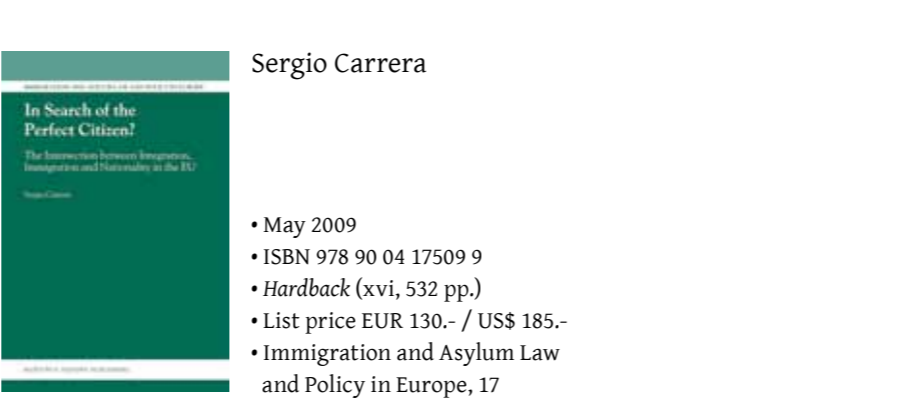 Sergio Carrera
In Search of the
Perfect Citizen?
The Intersection between Integration,
Immigration and Nationality in the EU
Sergio Carrera
• May 2009
• ISBN 978 90 04 17509 9
• Hardback (xvi, 532 pp.)
• List price EUR 130.- / US$ 185.-
• Immigration and Asylum Law
and Policy in Europe, 17